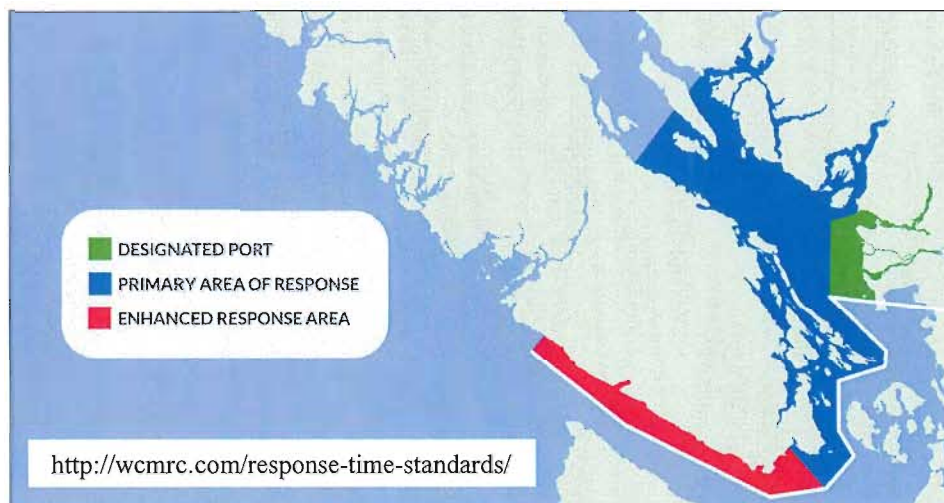 DESIGNATED PORT
PRIMARY AREA OF RESPONSE
ENHANCED RESPONSE AREA
http://wcmrc.com/response-time-standards/